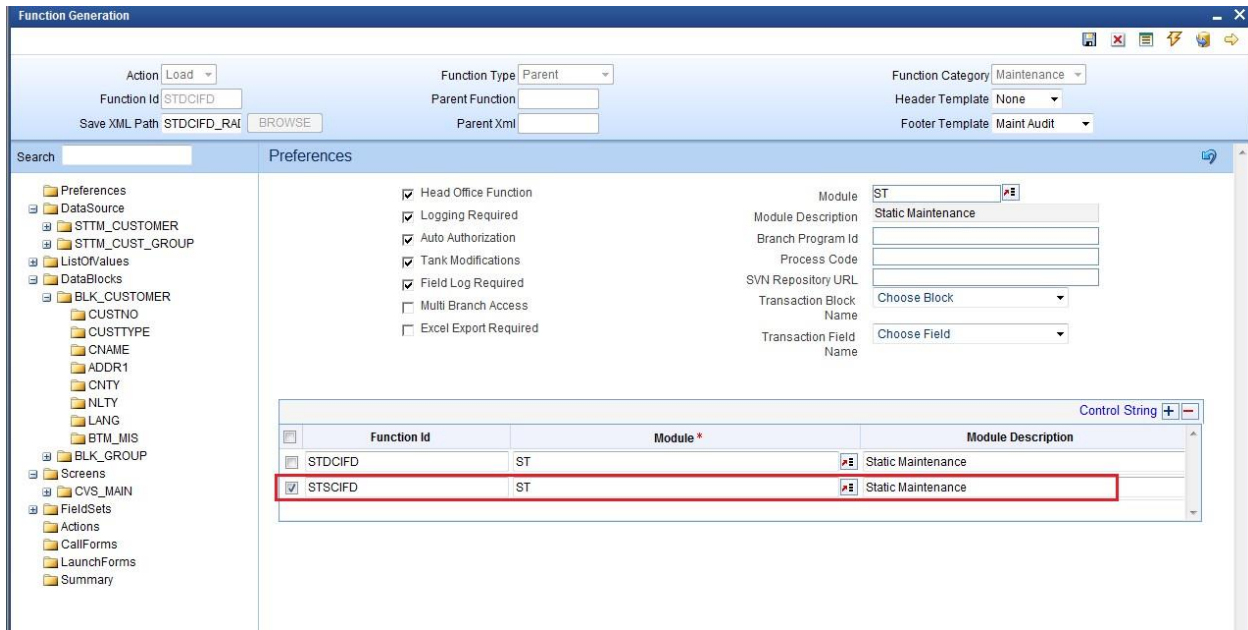 Function Generation
Action Load
Function Type Parent
Function Category Maintenance
Function Id STDCIFD
Parent Function
Header Template None
Save XML Path STDCIFD_RAD BROWSE
Parent Xml
Footer Template Maint Audit
Search
Preferences
Preferences
DataSource
STTM_CUSTOMER
STTM_CUST_GROUP
ListOfValues
DataBlocks
BLK_CUSTOMER
CUSTNO
CUSTTYPE
CNAME
ADDR1
CNTY
NLTY
LANG
BTM_MIS
BLK_GROUP
Screens
CVS_MAIN
FieldSets
Actions
CallForms
LaunchForms
Summary
Head Office Function
Logging Required
Auto Authorization
Tank Modifications
Field Log Required
Multi Branch Access
Excel Export Required
Module ST
Module Description Static Maintenance
Branch Program Id
Process Code
SVN Repository URL
Transaction Block Choose Block
Name
Transaction Field Choose Field
Name
Control String + −
Function Id Module * Module Description
STDCIFD ST Static Maintenance
STSCIFD ST Static Maintenance